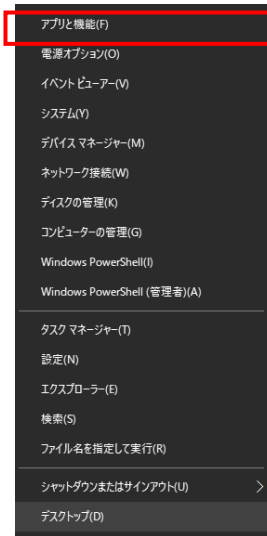 アプリと機能(F)
電源オプション(O)
イベント ビューアー(V)
システム(Y)
デバイス マネージャー(M)
ネットワーク接続(W)
ディスクの管理(K)
コンピューターの管理(G)
Windows PowerShell(I)
Windows PowerShell (管理者)(A)
タスク マネージャー(T)
設定(N)
エクスプローラー(E)
検索(S)
ファイル名を指定して実行(R)
シャットダウンまたはサインアウト(U)
デスクトップ(D)